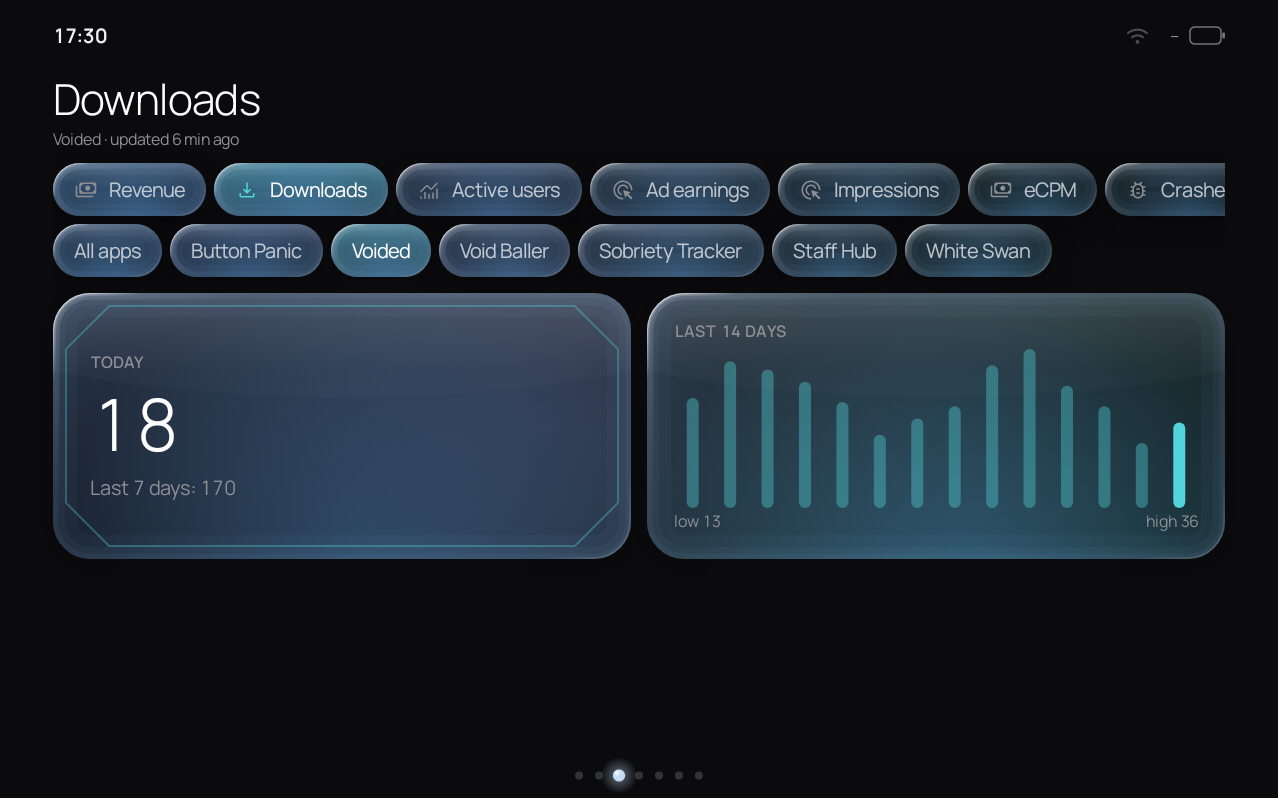 17:30
–
Downloads
Voided · updated 6 min ago
Revenue Downloads Active users Ad earnings Impressions eCPM Crashe
All apps Button Panic Voided Void Baller Sobriety Tracker Staff Hub White Swan
TODAY
18
Last 7 days: 170
LAST 14 DAYS
low 13 high 36